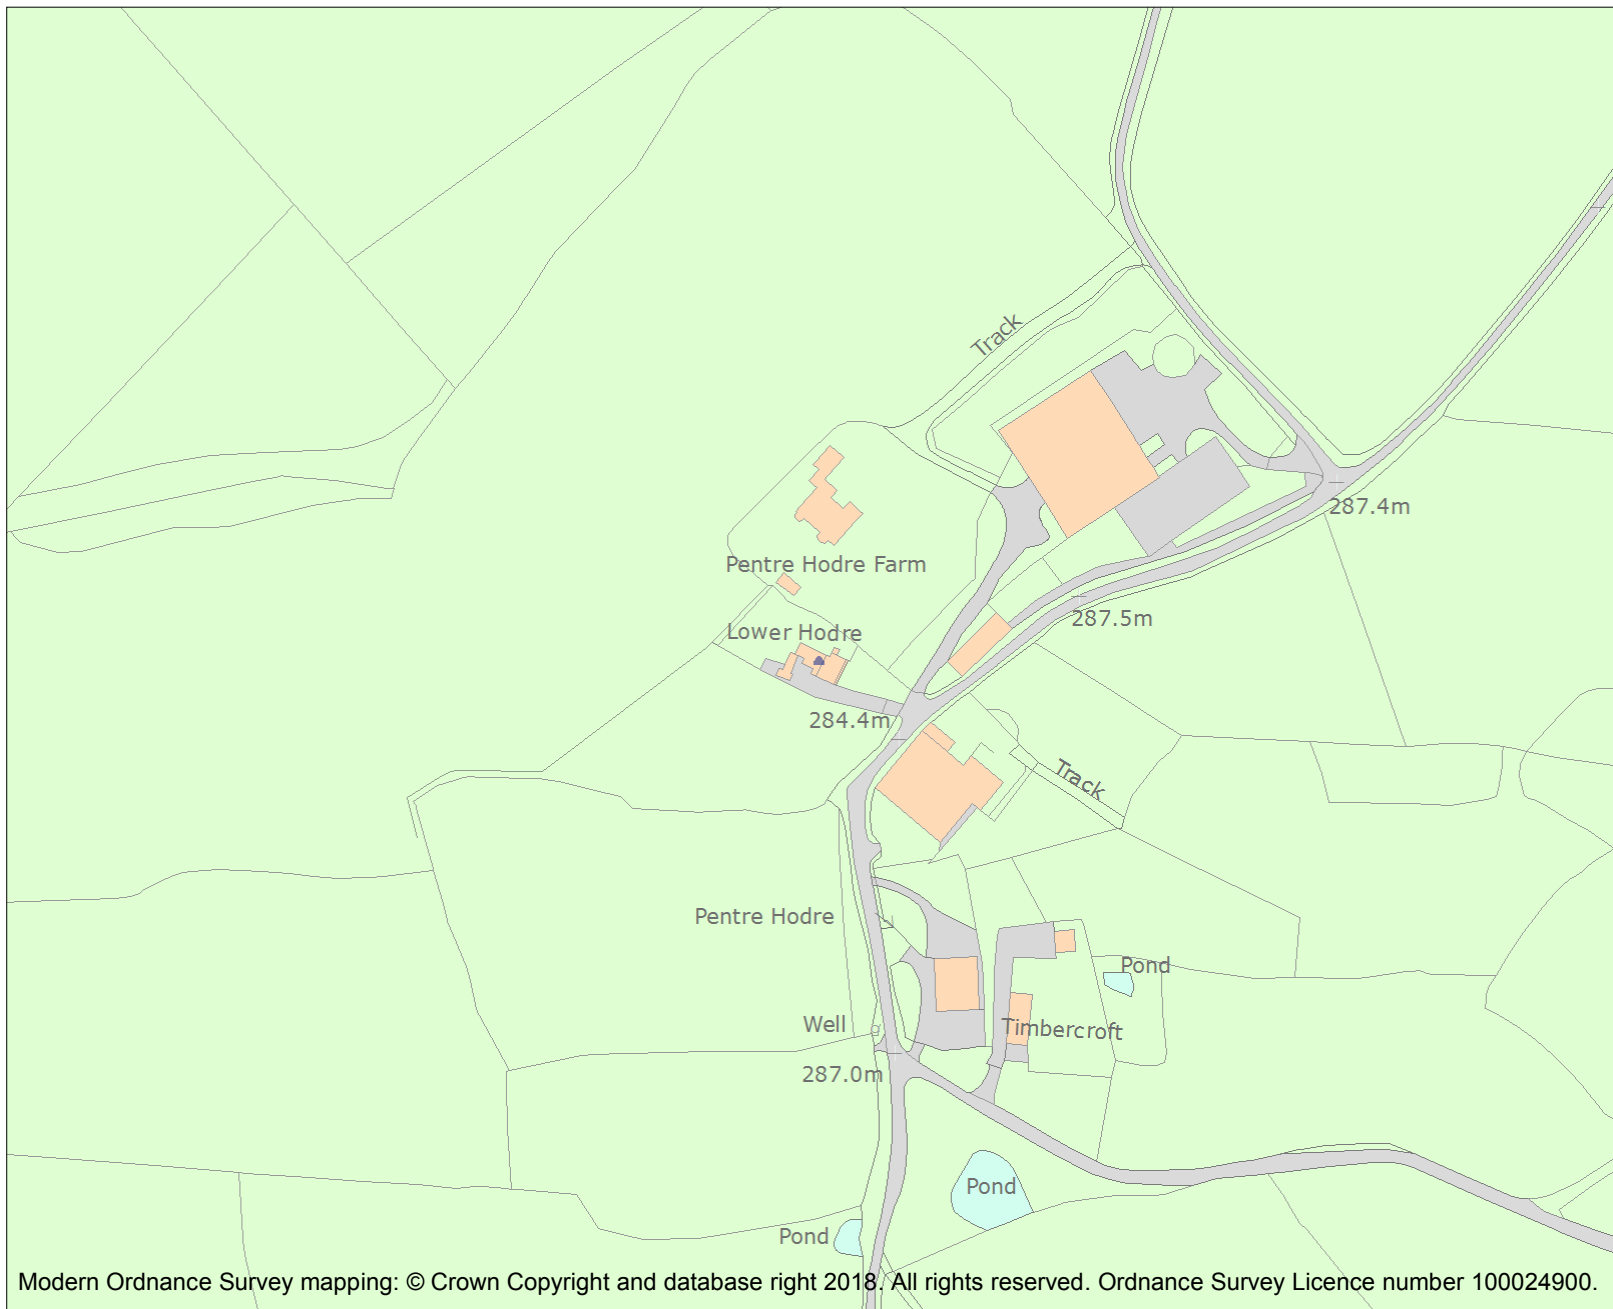 Track
287.4m
Pentre Hodre Farm
287.5m
Lower Hodre
284.4m
Track
Pentre Hodre
Pond
Well
Timbercroft
287.0m
Pond
Pond
Modern Ordnance Survey mapping: © Crown Copyright and database right 2018. All rights reserved. Ordnance Survey Licence number 100024900.